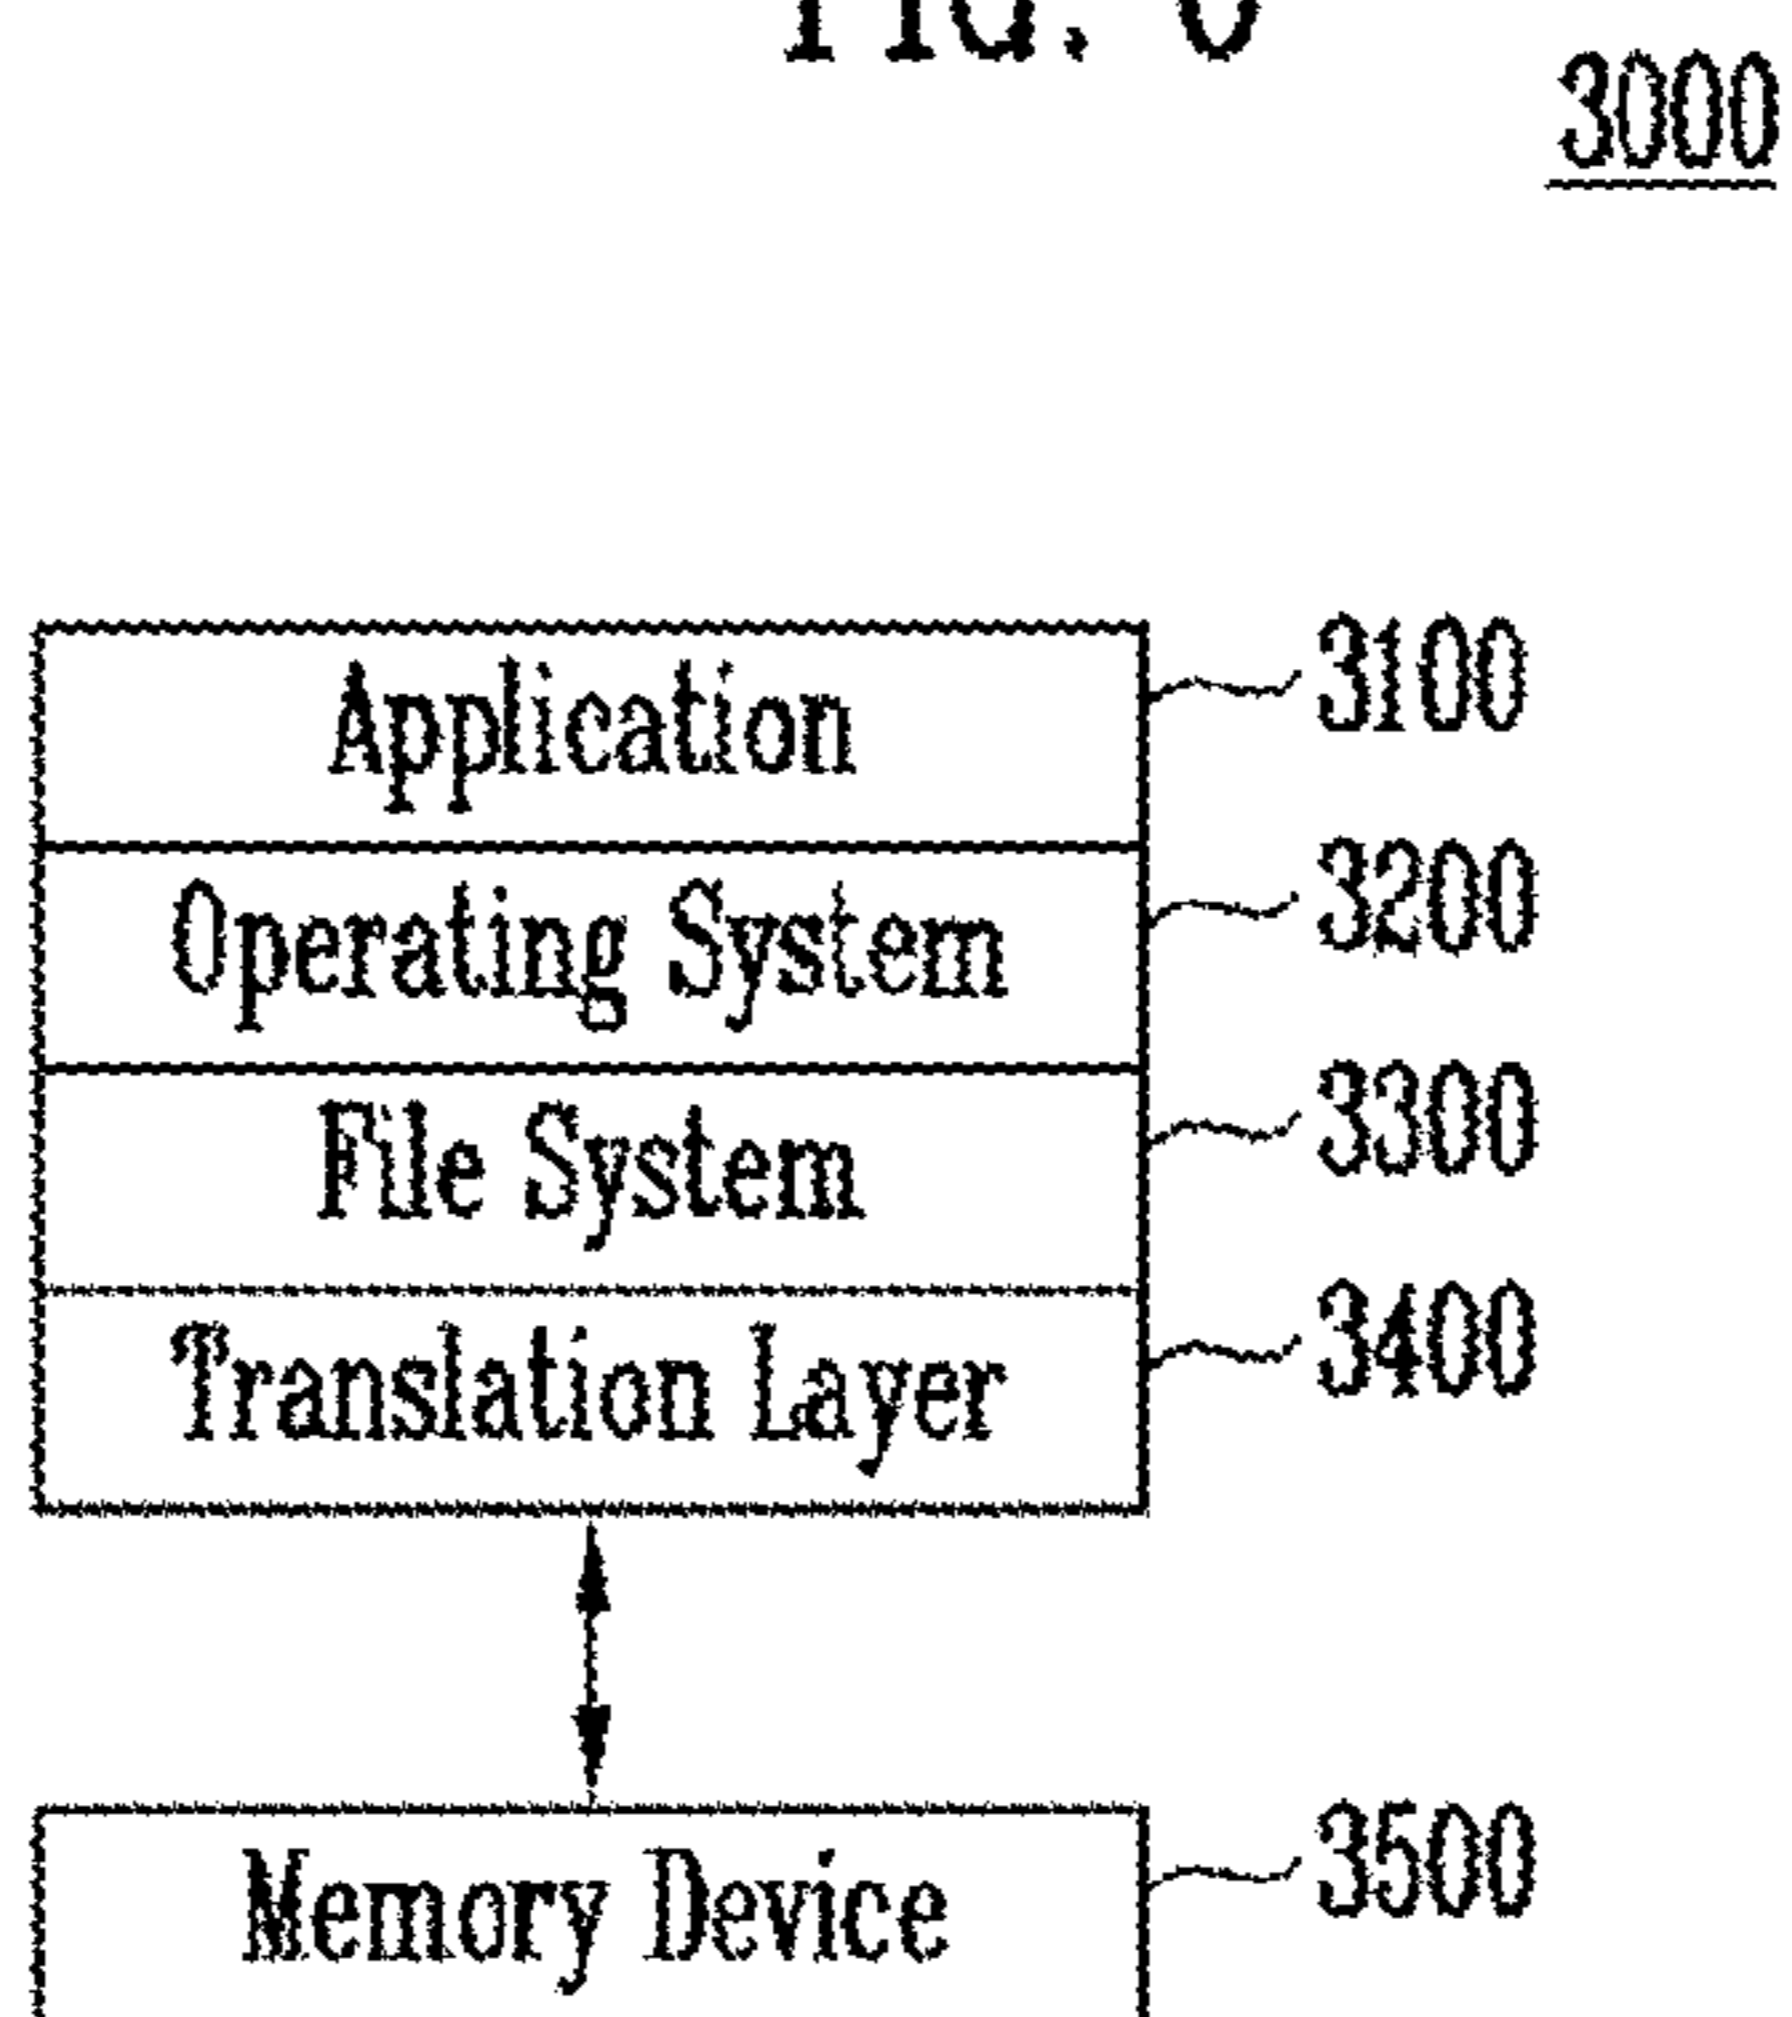 3000
Application 3100
Operating System 3200
File System 3300
Translation Layer 3400
Memory Device 3500